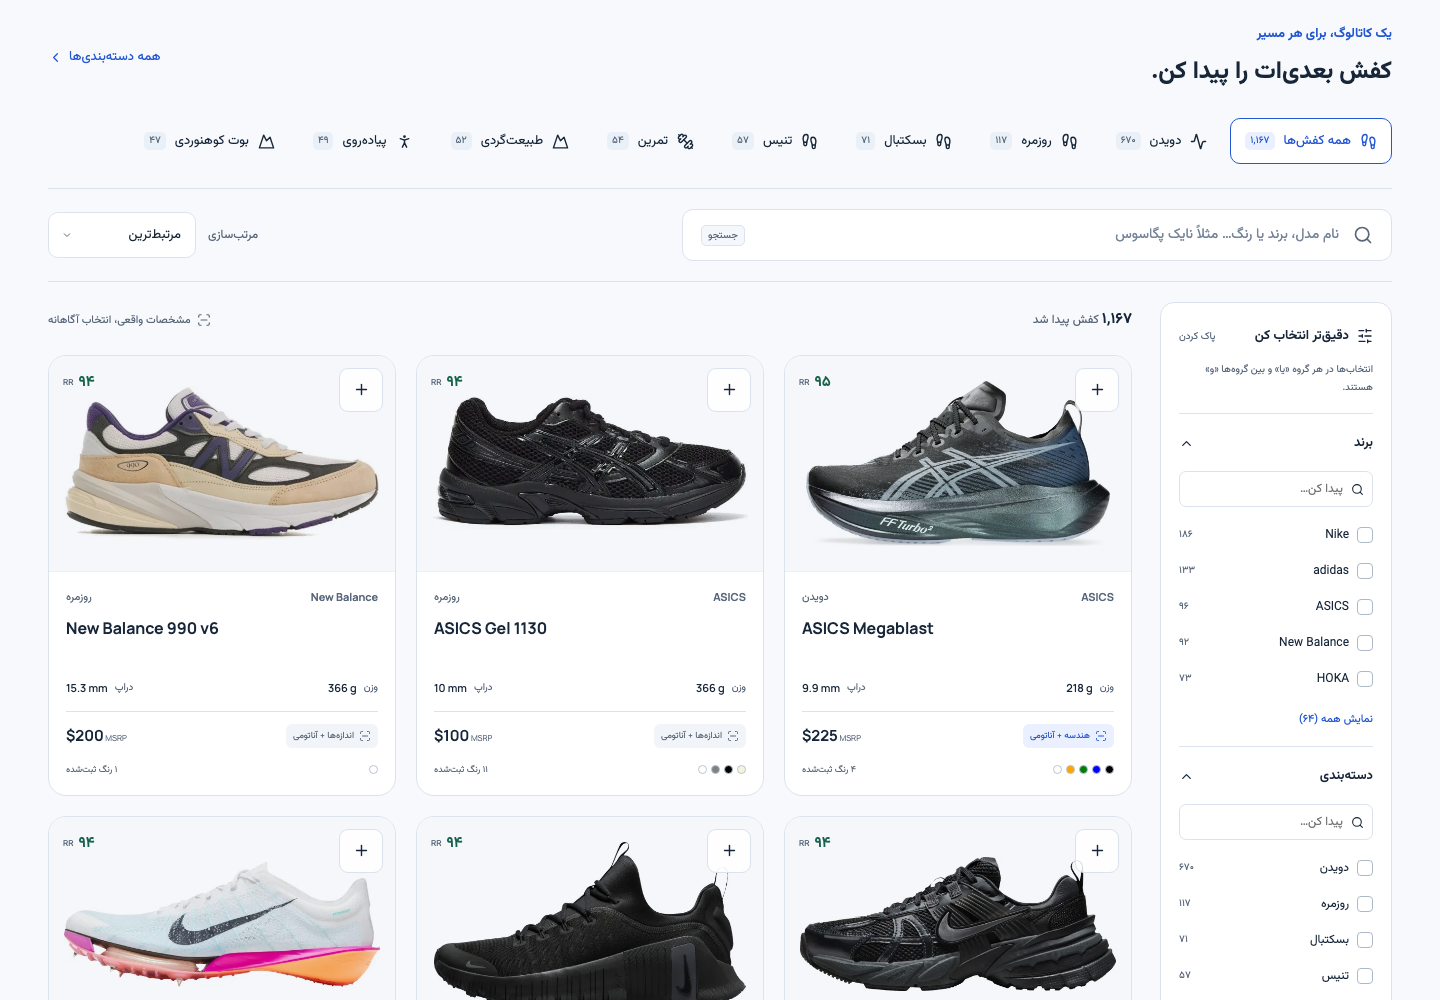 یک کاتالوگ، برای هر مسیر
کفش بعدی‌ات را پیدا کن.
همه دسته‌بندی‌ها
همه کفش‌ها ۱,۱۶۷
دویدن ۶۷۰
روزمره ۱۱۷
بسکتبال ۷۱
تنیس ۵۷
تمرین ۵۴
طبیعت‌گردی ۵۲
پیاده‌روی ۴۹
بوت کوهنوردی ۴۷
نام مدل، برند یا رنگ… مثلاً نایک پگاسوس
جستجو
مرتب‌سازی
مرتبط‌ترین
دقیق‌تر انتخاب کن
پاک کردن
انتخاب‌ها در هر گروه «یا» و بین گروه‌ها «و»
هستند.
برند
پیدا کن…
Nike ۱۸۶
adidas ۱۳۳
ASICS ۹۶
New Balance ۹۲
HOKA ۷۳
نمایش همه (۶۴)
دسته‌بندی
پیدا کن…
دویدن ۶۷۰
روزمره ۱۱۷
بسکتبال ۷۱
تنیس ۵۷
۱,۱۶۷ کفش پیدا شد
مشخصات واقعی، انتخاب آگاهانه
RR ۹۵
FF Turbo²
ASICS
دویدن
ASICS Megablast
وزن 218 g
دراپ 9.9 mm
هندسه + آناتومی
$225 MSRP
۴ رنگ ثبت‌شده
RR ۹۴
ASICS
روزمره
ASICS Gel 1130
وزن 366 g
دراپ 10 mm
اندازه‌ها + آناتومی
$100 MSRP
۱۱ رنگ ثبت‌شده
RR ۹۴
990
New Balance
روزمره
New Balance 990 v6
وزن 366 g
دراپ 15.3 mm
اندازه‌ها + آناتومی
$200 MSRP
۱ رنگ ثبت‌شده
RR ۹۴
RR ۹۴
RR ۹۴